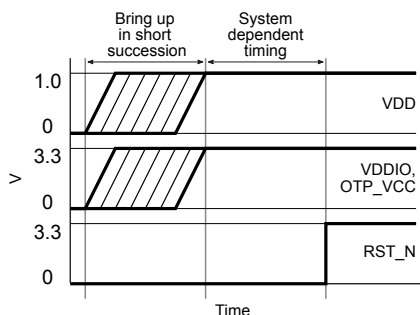 Bring up
in short
succession
System
dependent
timing
1.0
VDD
0
3.3
V
VDDIO,
OTP_VCC
0
3.3
RST_N
0
Time